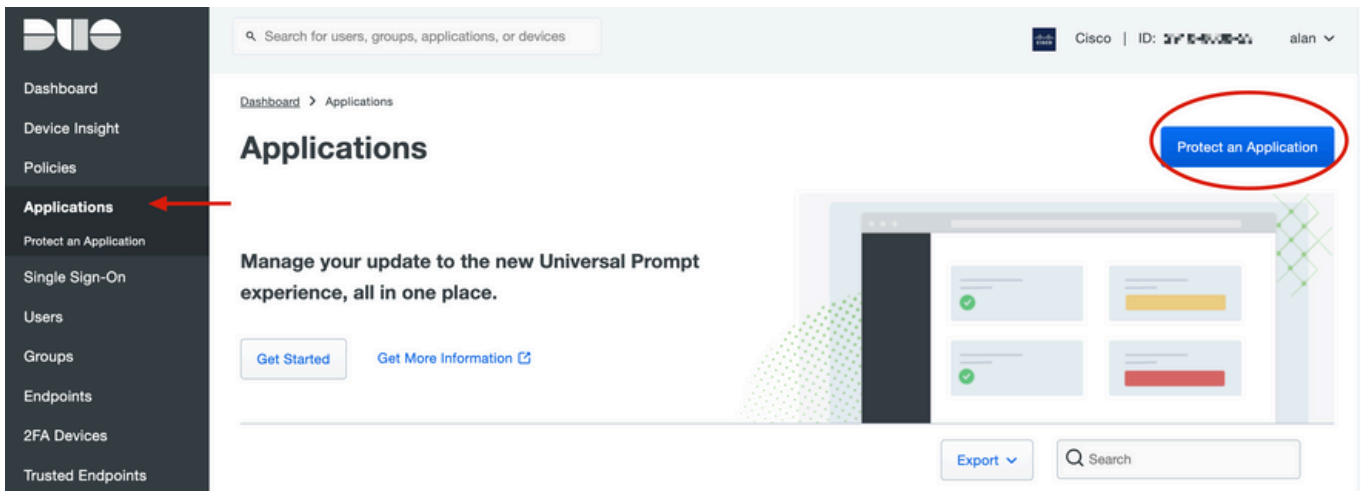 DUO
Search for users, groups, applications, or devices
Cisco | ID:
alan
Dashboard
Device Insight
Policies
Applications
Protect an Application
Single Sign-On
Users
Groups
Endpoints
2FA Devices
Trusted Endpoints
Dashboard > Applications
Applications
Protect an Application
Manage your update to the new Universal Prompt
experience, all in one place.
Get Started
Get More Information
Export
Search